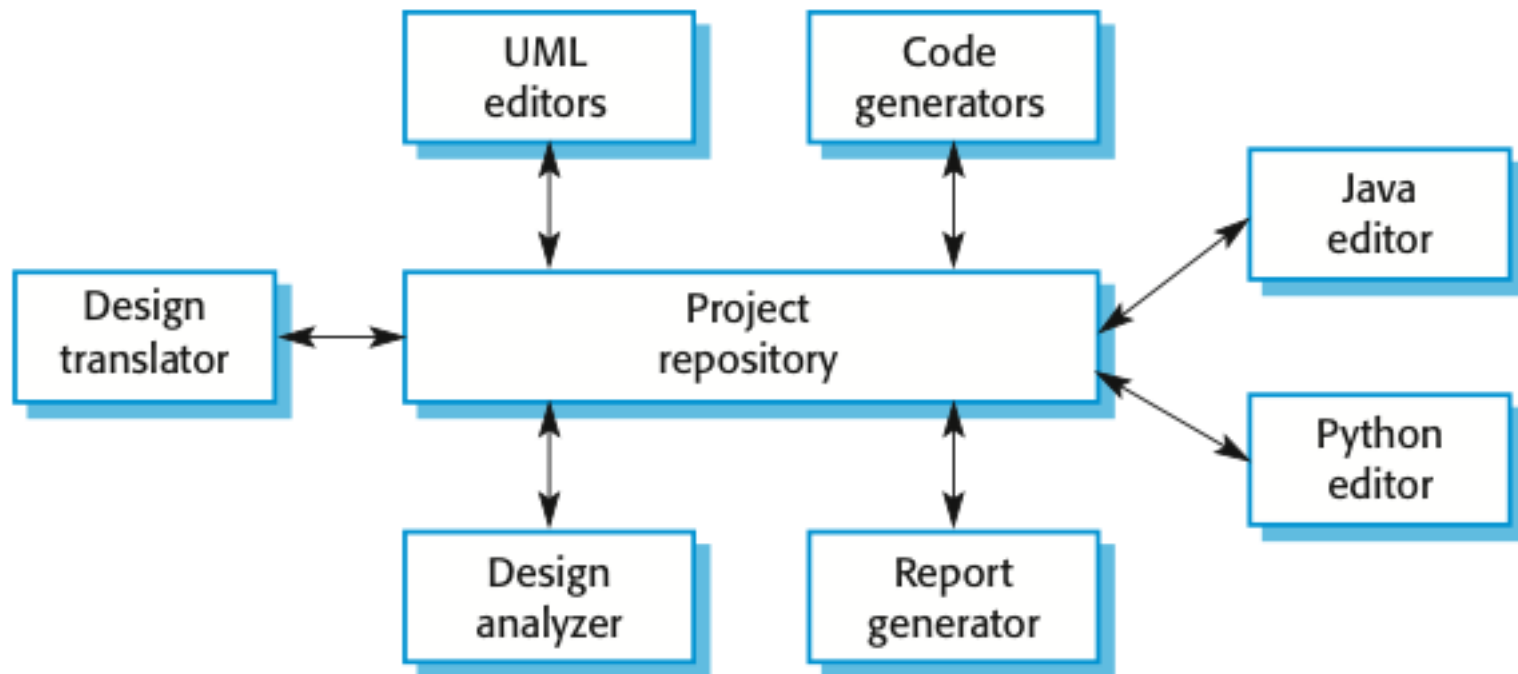 UML
editors
Code
generators
Java
editor
Design
translator
Project
repository
Python
editor
Design
analyzer
Report
generator